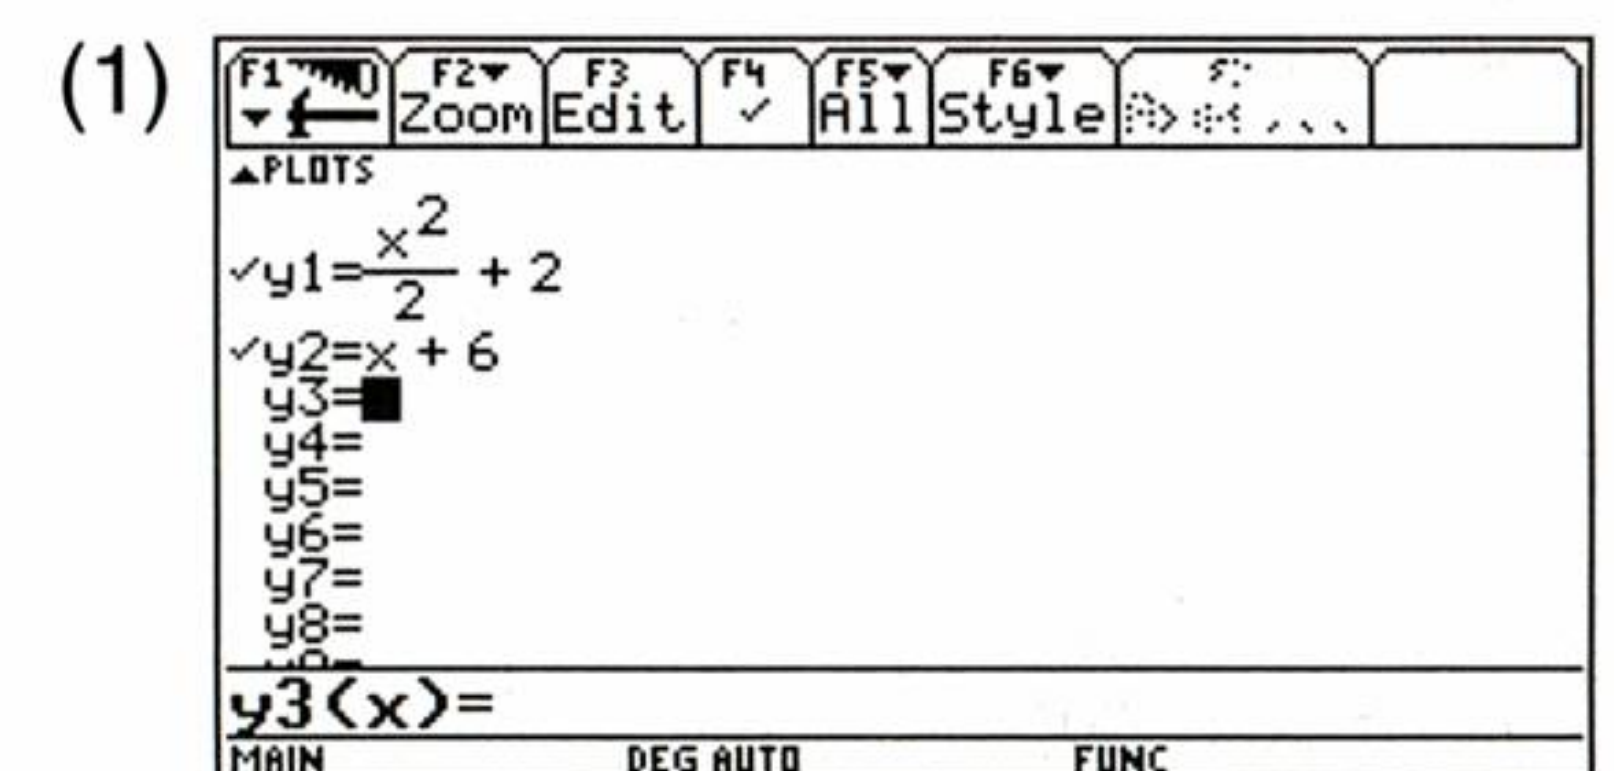 (1)
F1 F2 F3 F4 F5 F6
Zoom Edit ✓ All Style
PLOTS
✓y1=x^2/2 + 2
✓y2=x + 6
y3=
y4=
y5=
y6=
y7=
y8=
y3(x)=
MAIN DEG AUTO FUNC